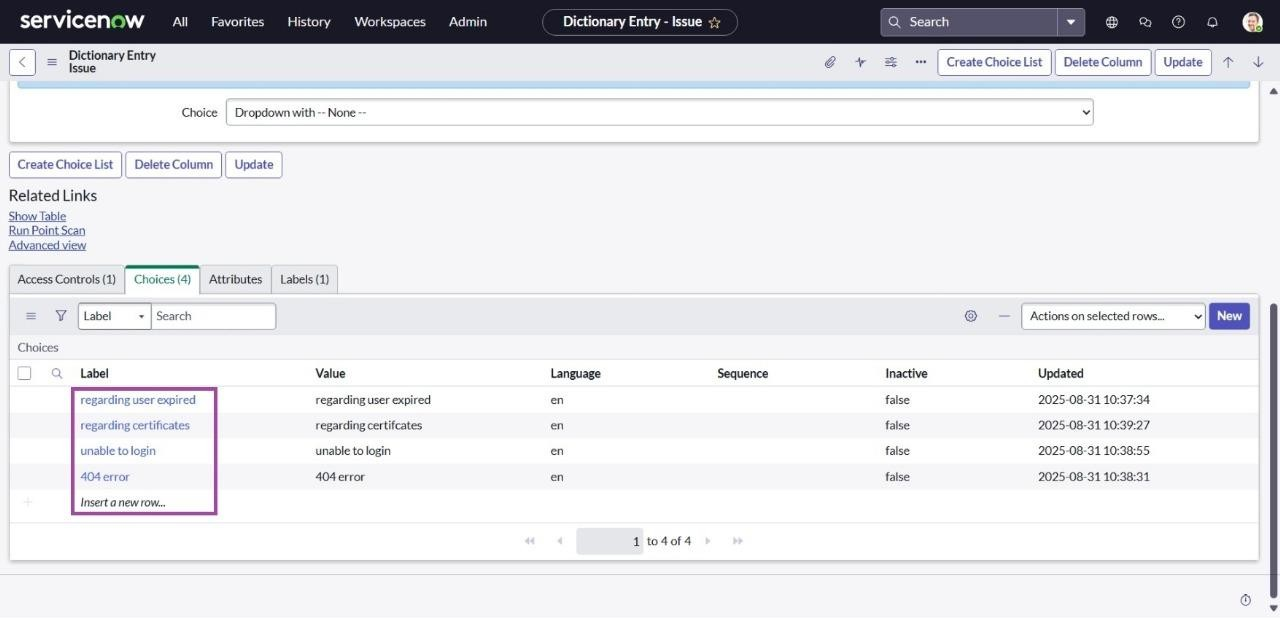 servicenow All Favorites History Workspaces Admin Dictionary Entry - Issue Search
Dictionary Entry
Issue
Create Choice List Delete Column Update
Choice Dropdown with -- None --
Create Choice List Delete Column Update
Related Links
Show Table
Run Point Scan
Advanced view
Access Controls (1) Choices (4) Attributes Labels (1)
Label Search Actions on selected rows... New
Choices
Label Value Language Sequence Inactive Updated
regarding user expired regarding user expired en false 2025-08-31 10:37:34
regarding certificates regarding certifcates en false 2025-08-31 10:39:27
unable to login unable to login en false 2025-08-31 10:38:55
404 error 404 error en false 2025-08-31 10:38:31
Insert a new row...
1 to 4 of 4